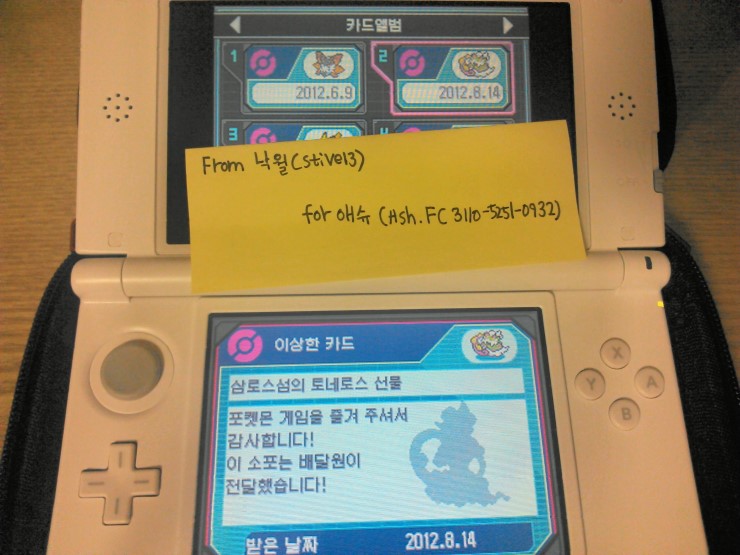 카드앨범
1
2
2012.6.9
2012.8.14
3
4
From 낙월(stive13)
for 애슈 (Ash. FC 3110-5251-0932)
이상한 카드
삼로스섬의 토네로스 선물
포켓몬 게임을 즐겨 주셔서
감사합니다!
이 소포는 배달원이
전달했습니다!
받은 날짜 2012.8.14
X
Y
A
B